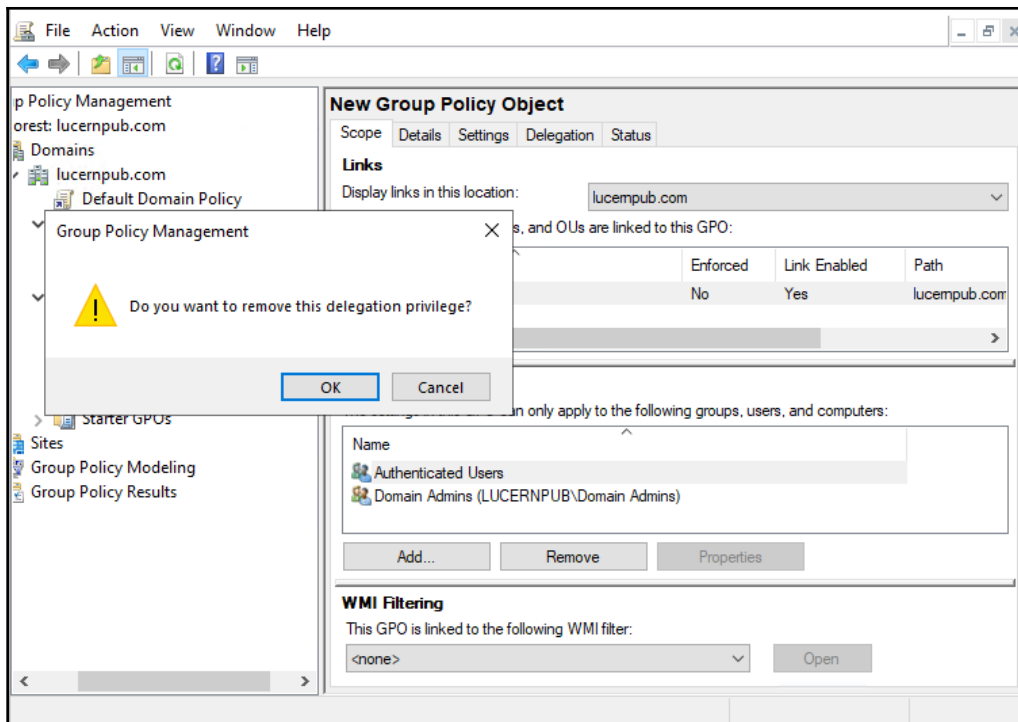 File Action View Window Help
p Policy Management
orest: lucernpub.com
Domains
lucernpub.com
Default Domain Policy
Starter GPOs
Sites
Group Policy Modeling
Group Policy Results
Group Policy Management
Do you want to remove this delegation privilege?
OK Cancel
New Group Policy Object
Scope Details Settings Delegation Status
Links
Display links in this location: lucernpub.com
s, and OUs are linked to this GPO:
Enforced Link Enabled Path
No Yes lucernpub.com
can only apply to the following groups, users, and computers:
Name
Authenticated Users
Domain Admins (LUCERNPUB\Domain Admins)
Add... Remove Properties
WMI Filtering
This GPO is linked to the following WMI filter:
<none> Open